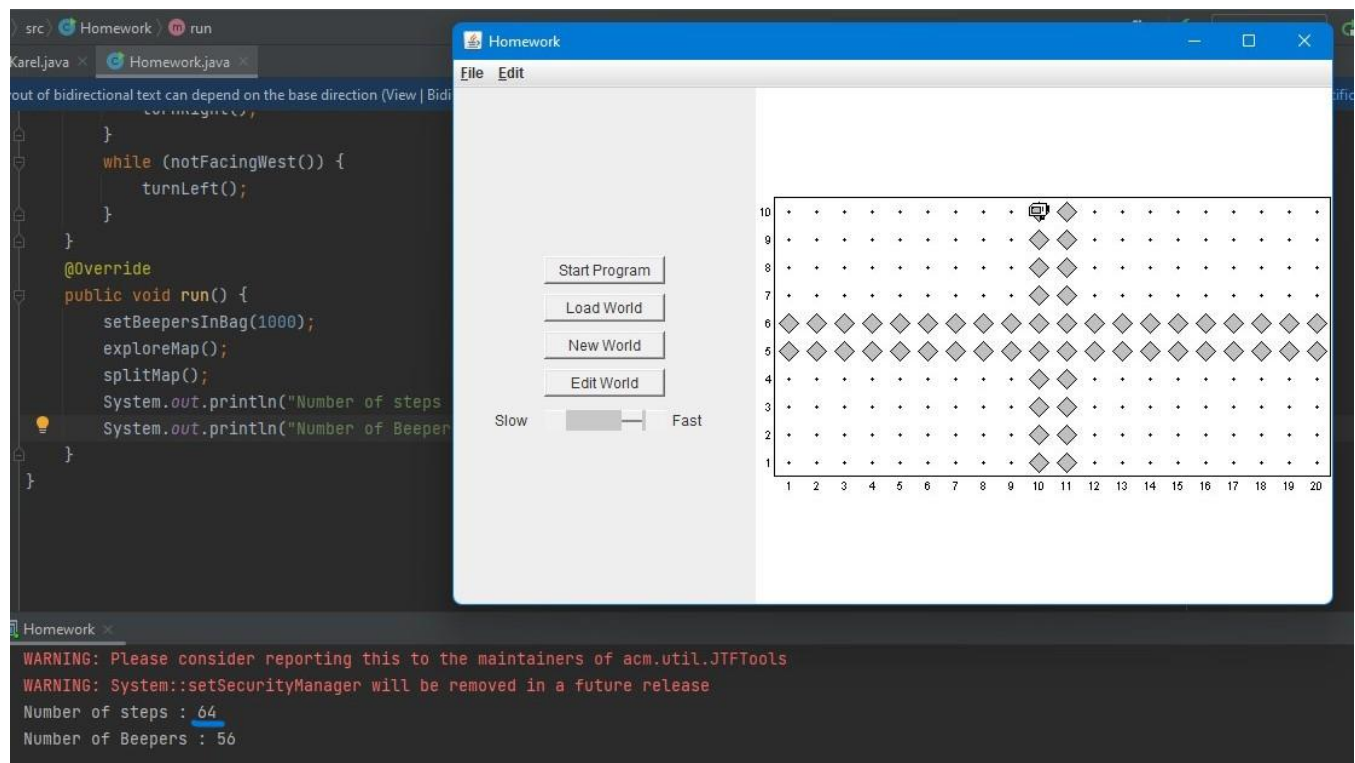 src 〉 Homework 〉 run
Karel.java × Homework.java ×
out of bidirectional text can depend on the base direction (View | Bidi
turnRight();
}
while (notFacingWest()) {
turnLeft();
}
}
@Override
public void run() {
setBeepersInBag(1000);
exploreMap();
splitMap();
System.out.println("Number of steps
System.out.println("Number of Beeper
}
}
Homework
File Edit
Start Program
Load World
New World
Edit World
Slow Fast
10
9
8
7
6
5
4
3
2
1
1 2 3 4 5 6 7 8 9 10 11 12 13 14 15 16 17 18 19 20
Homework ×
WARNING: Please consider reporting this to the maintainers of acm.util.JTFTools
WARNING: System::setSecurityManager will be removed in a future release
Number of steps : 64
Number of Beepers : 56